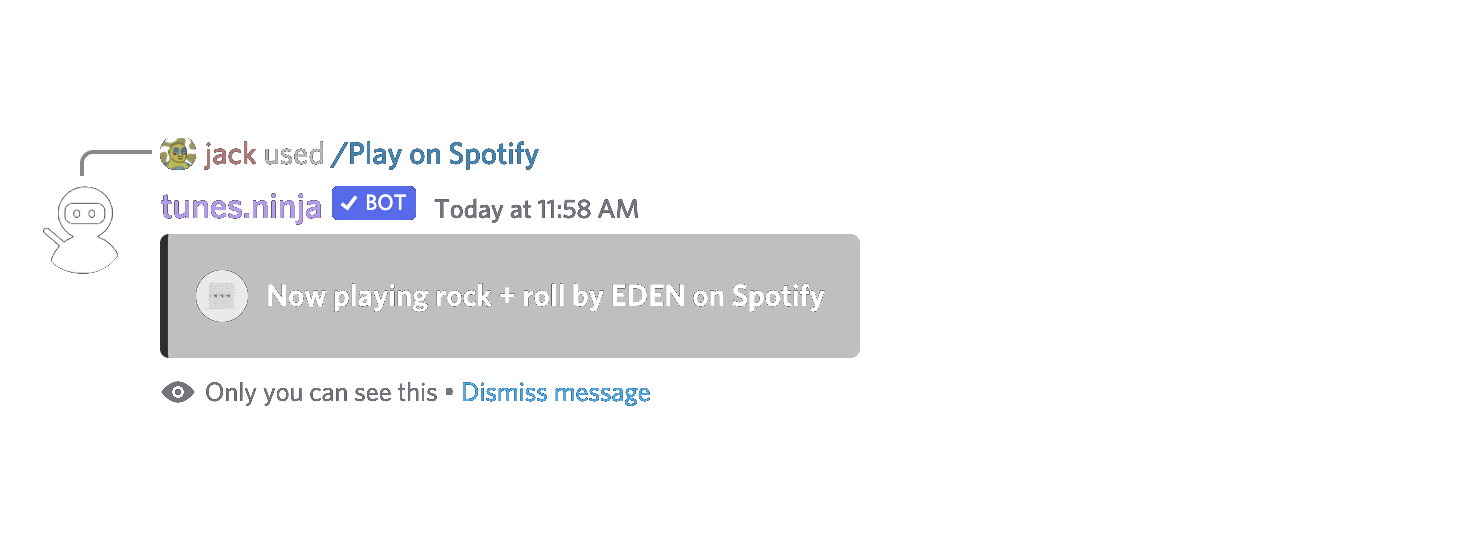 jack used /Play on Spotify
tunes.ninja ✓ BOT Today at 11:58 AM
Now playing rock + roll by EDEN on Spotify
Only you can see this • Dismiss message